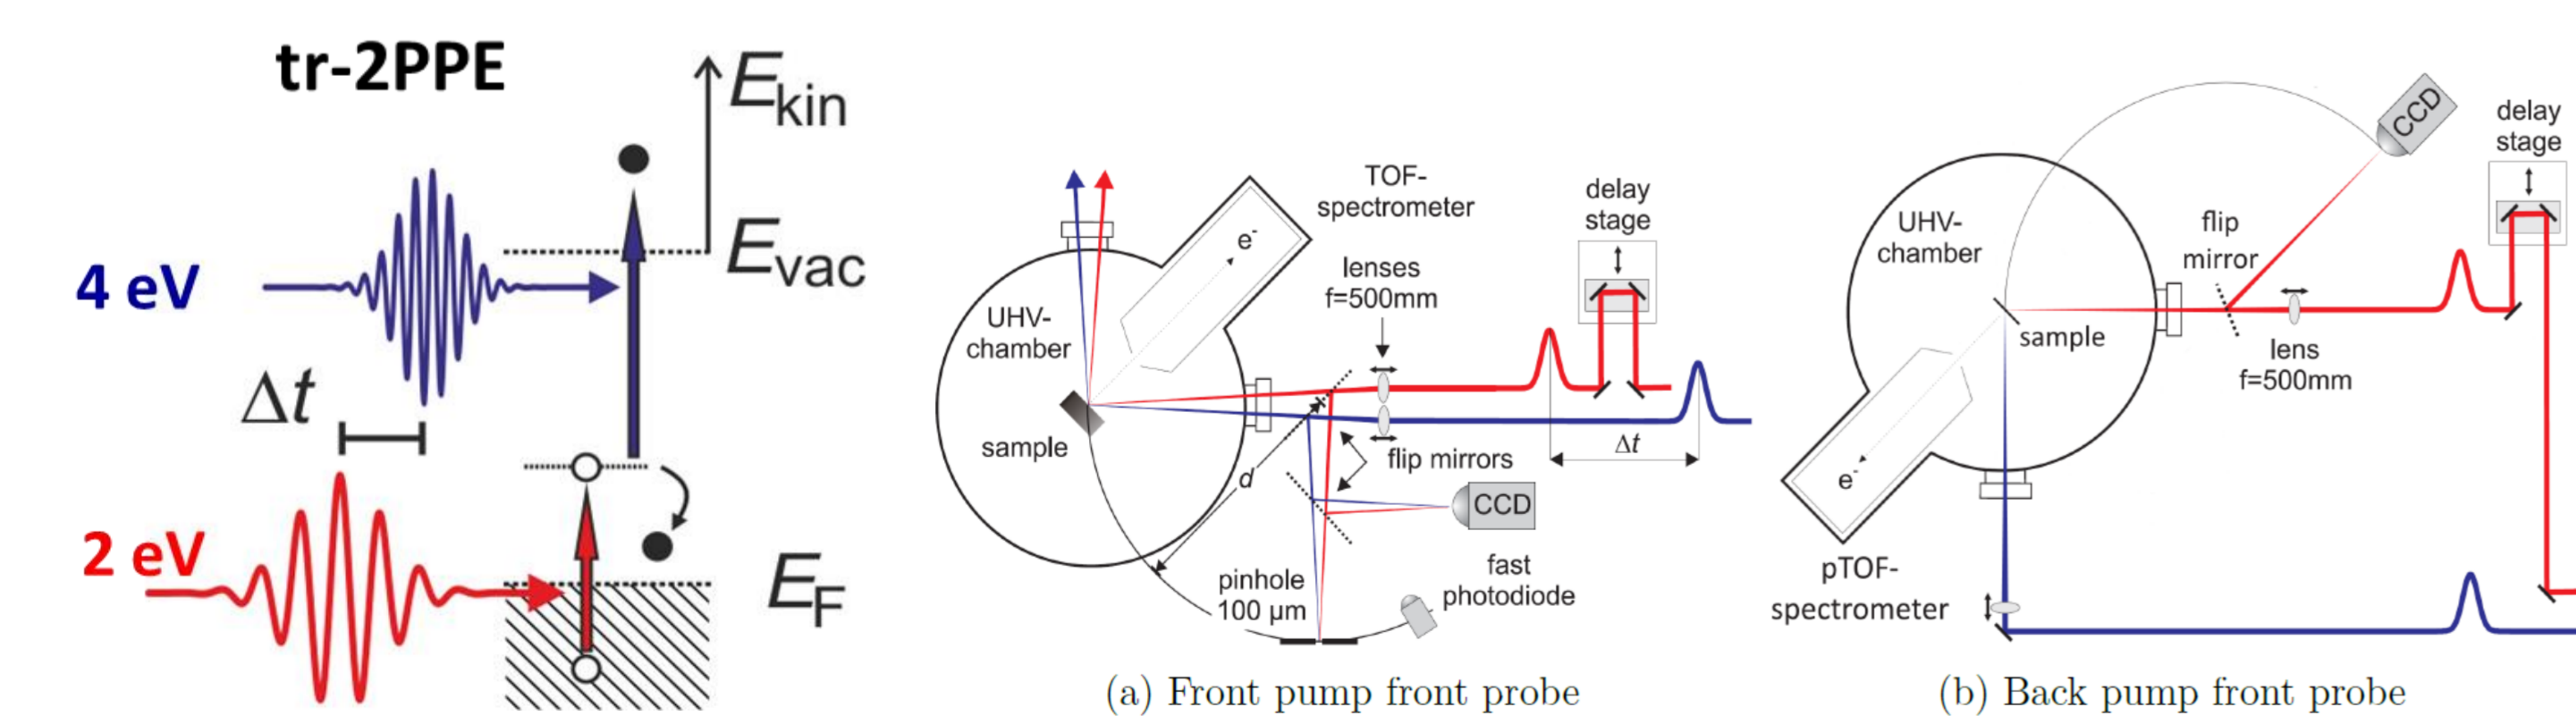 tr-2PPE
E_kin
E_vac
4 eV
Δt
2 eV
E_F
TOF-
spectrometer
e⁻
delay
stage
lenses
f=500mm
UHV-
chamber
sample
Δt
flip mirrors
d
CCD
pinhole
100 µm
fast
photodiode
(a) Front pump front probe
CCD
delay
stage
UHV-
chamber
flip
mirror
sample
lens
f=500mm
e⁻
pTOF-
spectrometer
(b) Back pump front probe